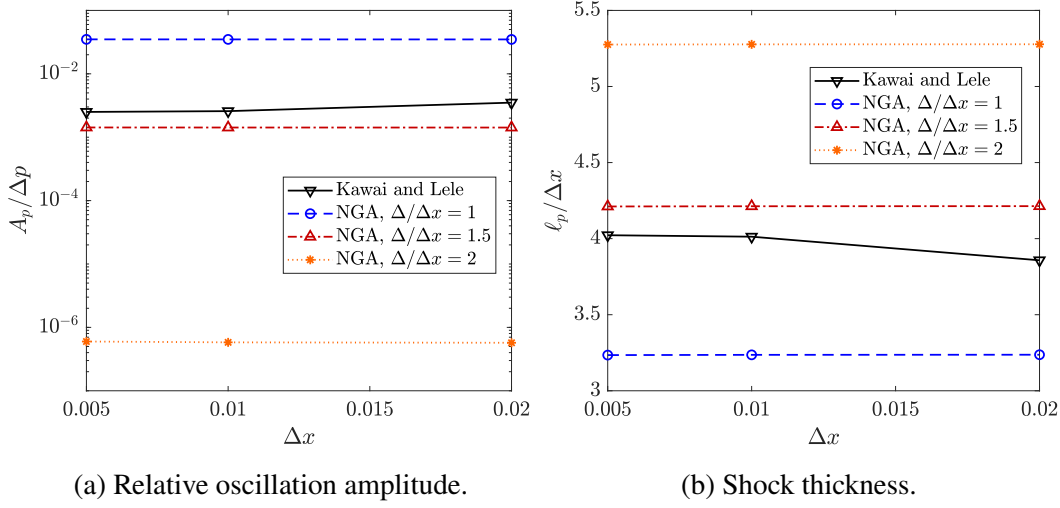 10⁻²
10⁻⁴
10⁻⁶
A_p/Δp
Kawai and Lele
NGA, Δ/Δx = 1
NGA, Δ/Δx = 1.5
NGA, Δ/Δx = 2
0.005
0.01
0.015
0.02
Δx
(a) Relative oscillation amplitude.
5.5
5
4.5
4
3.5
3
ℓ_p/Δx
Kawai and Lele
NGA, Δ/Δx = 1
NGA, Δ/Δx = 1.5
NGA, Δ/Δx = 2
0.005
0.01
0.015
0.02
Δx
(b) Shock thickness.